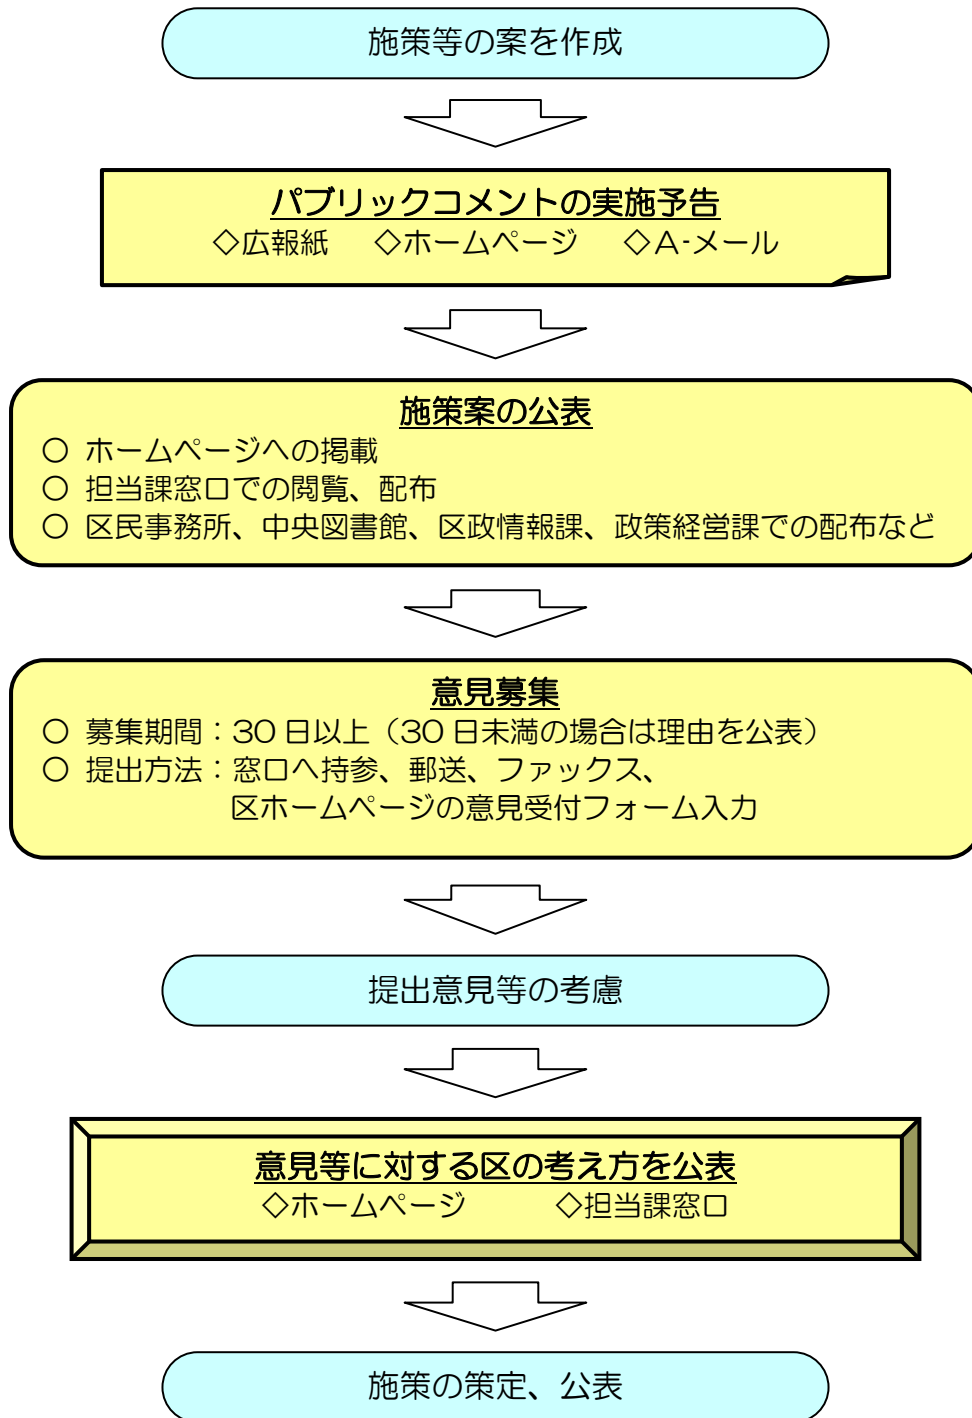 施策等の案を作成
パブリックコメントの実施予告
◇広報紙　◇ホームページ　◇A-メール
施策案の公表
○ ホームページへの掲載
○ 担当課窓口での閲覧、配布
○ 区民事務所、中央図書館、区政情報課、政策経営課での配布など
意見募集
○ 募集期間：30 日以上（30 日未満の場合は理由を公表）
○ 提出方法：窓口へ持参、郵送、ファックス、
区ホームページの意見受付フォーム入力
提出意見等の考慮
意見等に対する区の考え方を公表
◇ホームページ　　◇担当課窓口
施策の策定、公表